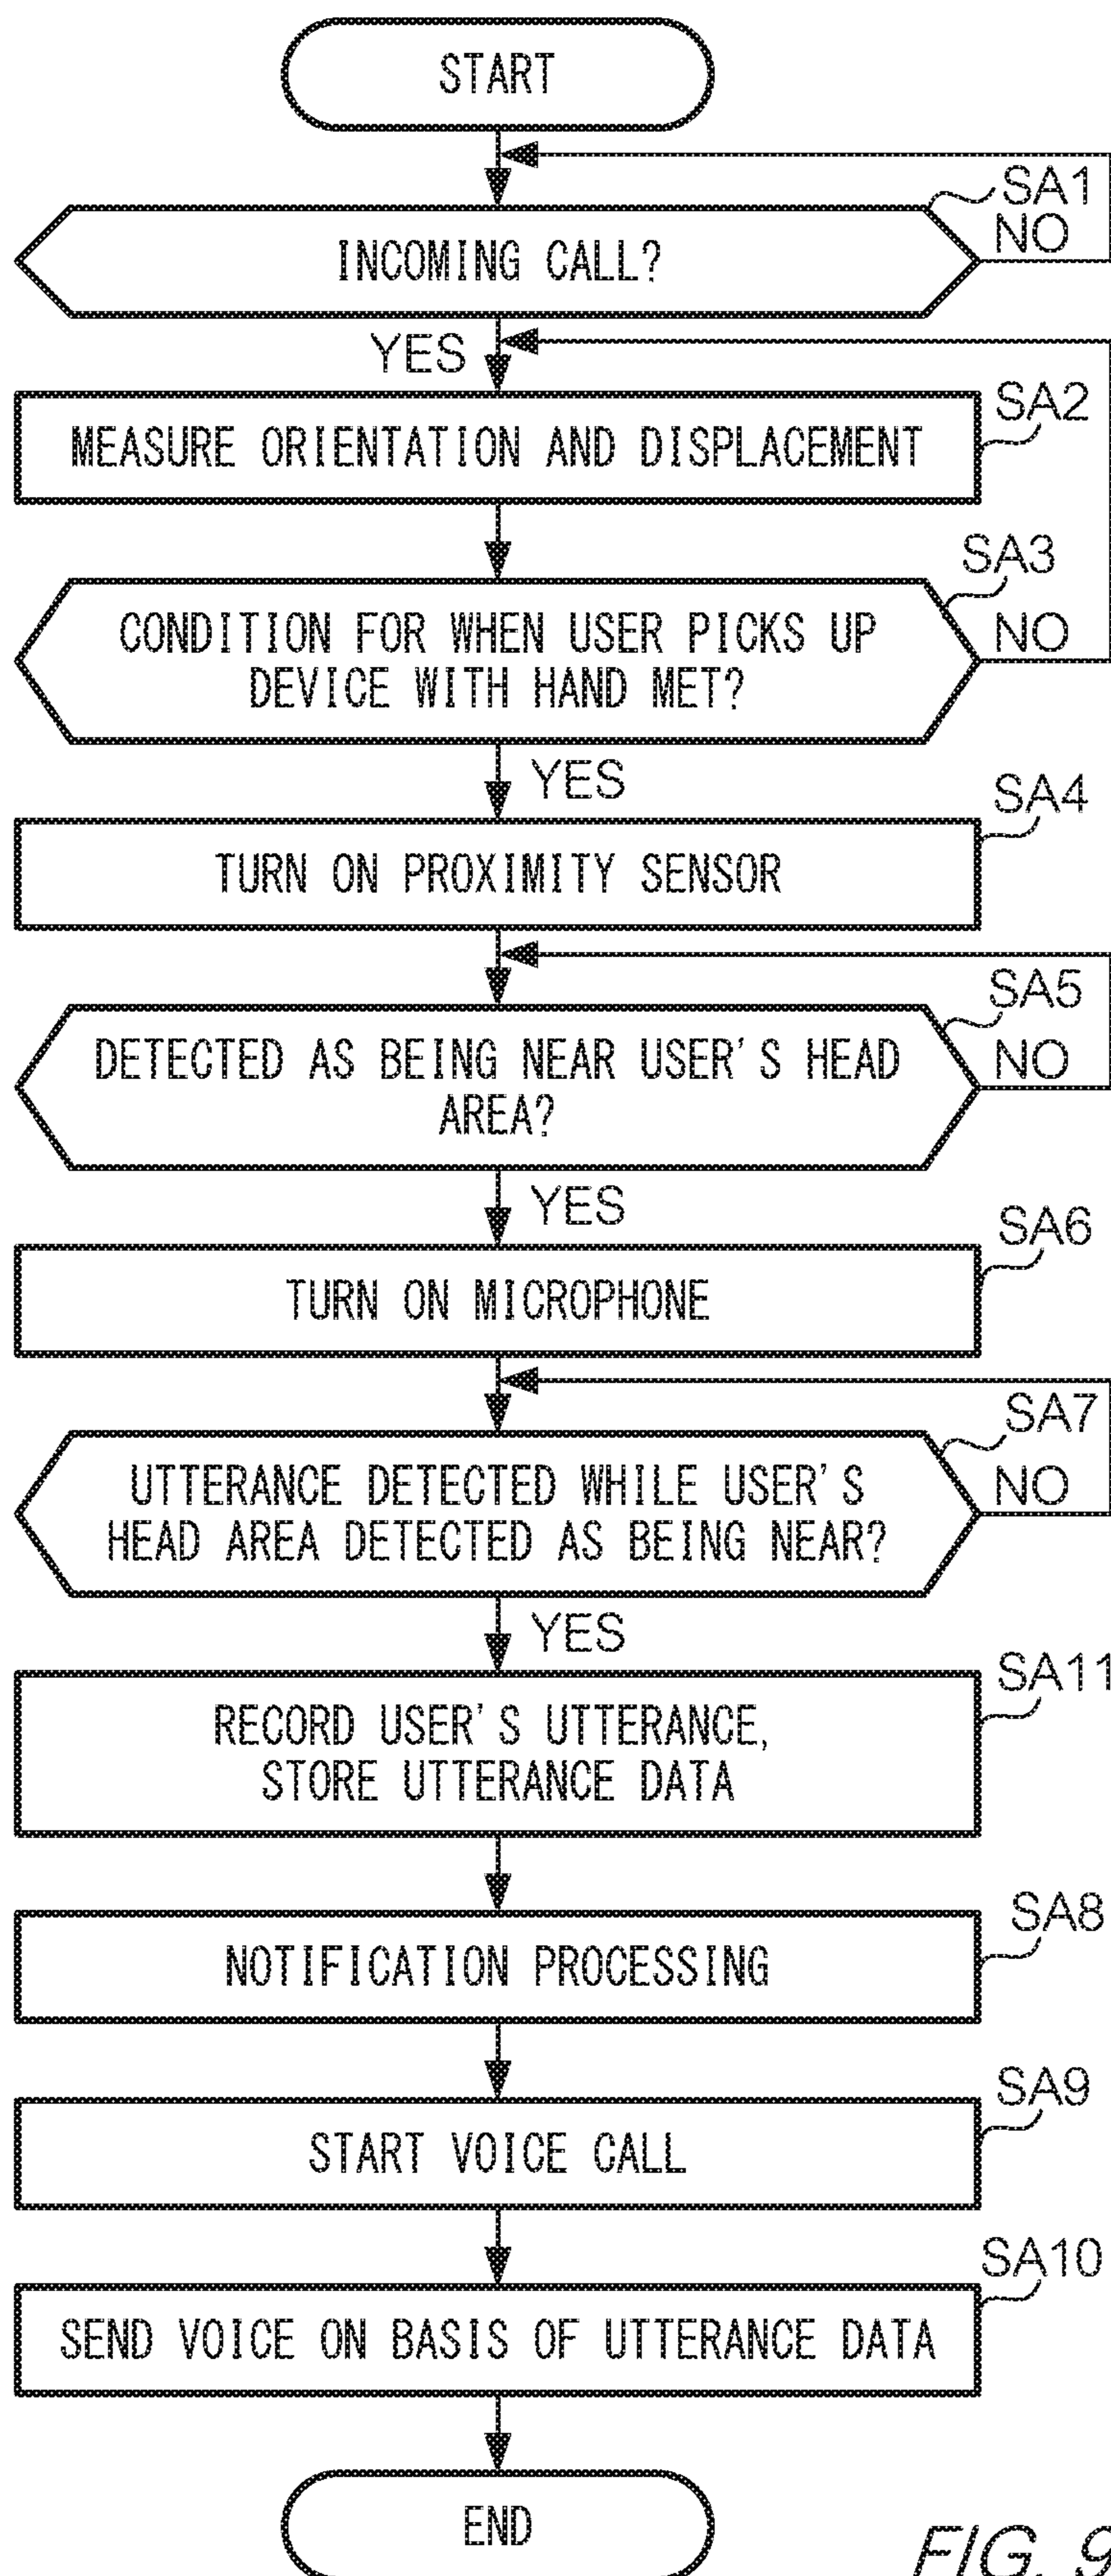 START
SA1
INCOMING CALL?
NO
YES
SA2
MEASURE ORIENTATION AND DISPLACEMENT
SA3
CONDITION FOR WHEN USER PICKS UP
DEVICE WITH HAND MET?
NO
YES
SA4
TURN ON PROXIMITY SENSOR
SA5
DETECTED AS BEING NEAR USER'S HEAD
AREA?
NO
YES
SA6
TURN ON MICROPHONE
SA7
UTTERANCE DETECTED WHILE USER'S
HEAD AREA DETECTED AS BEING NEAR?
NO
YES
SA11
RECORD USER'S UTTERANCE,
STORE UTTERANCE DATA
SA8
NOTIFICATION PROCESSING
SA9
START VOICE CALL
SA10
SEND VOICE ON BASIS OF UTTERANCE DATA
END
FIG. 9